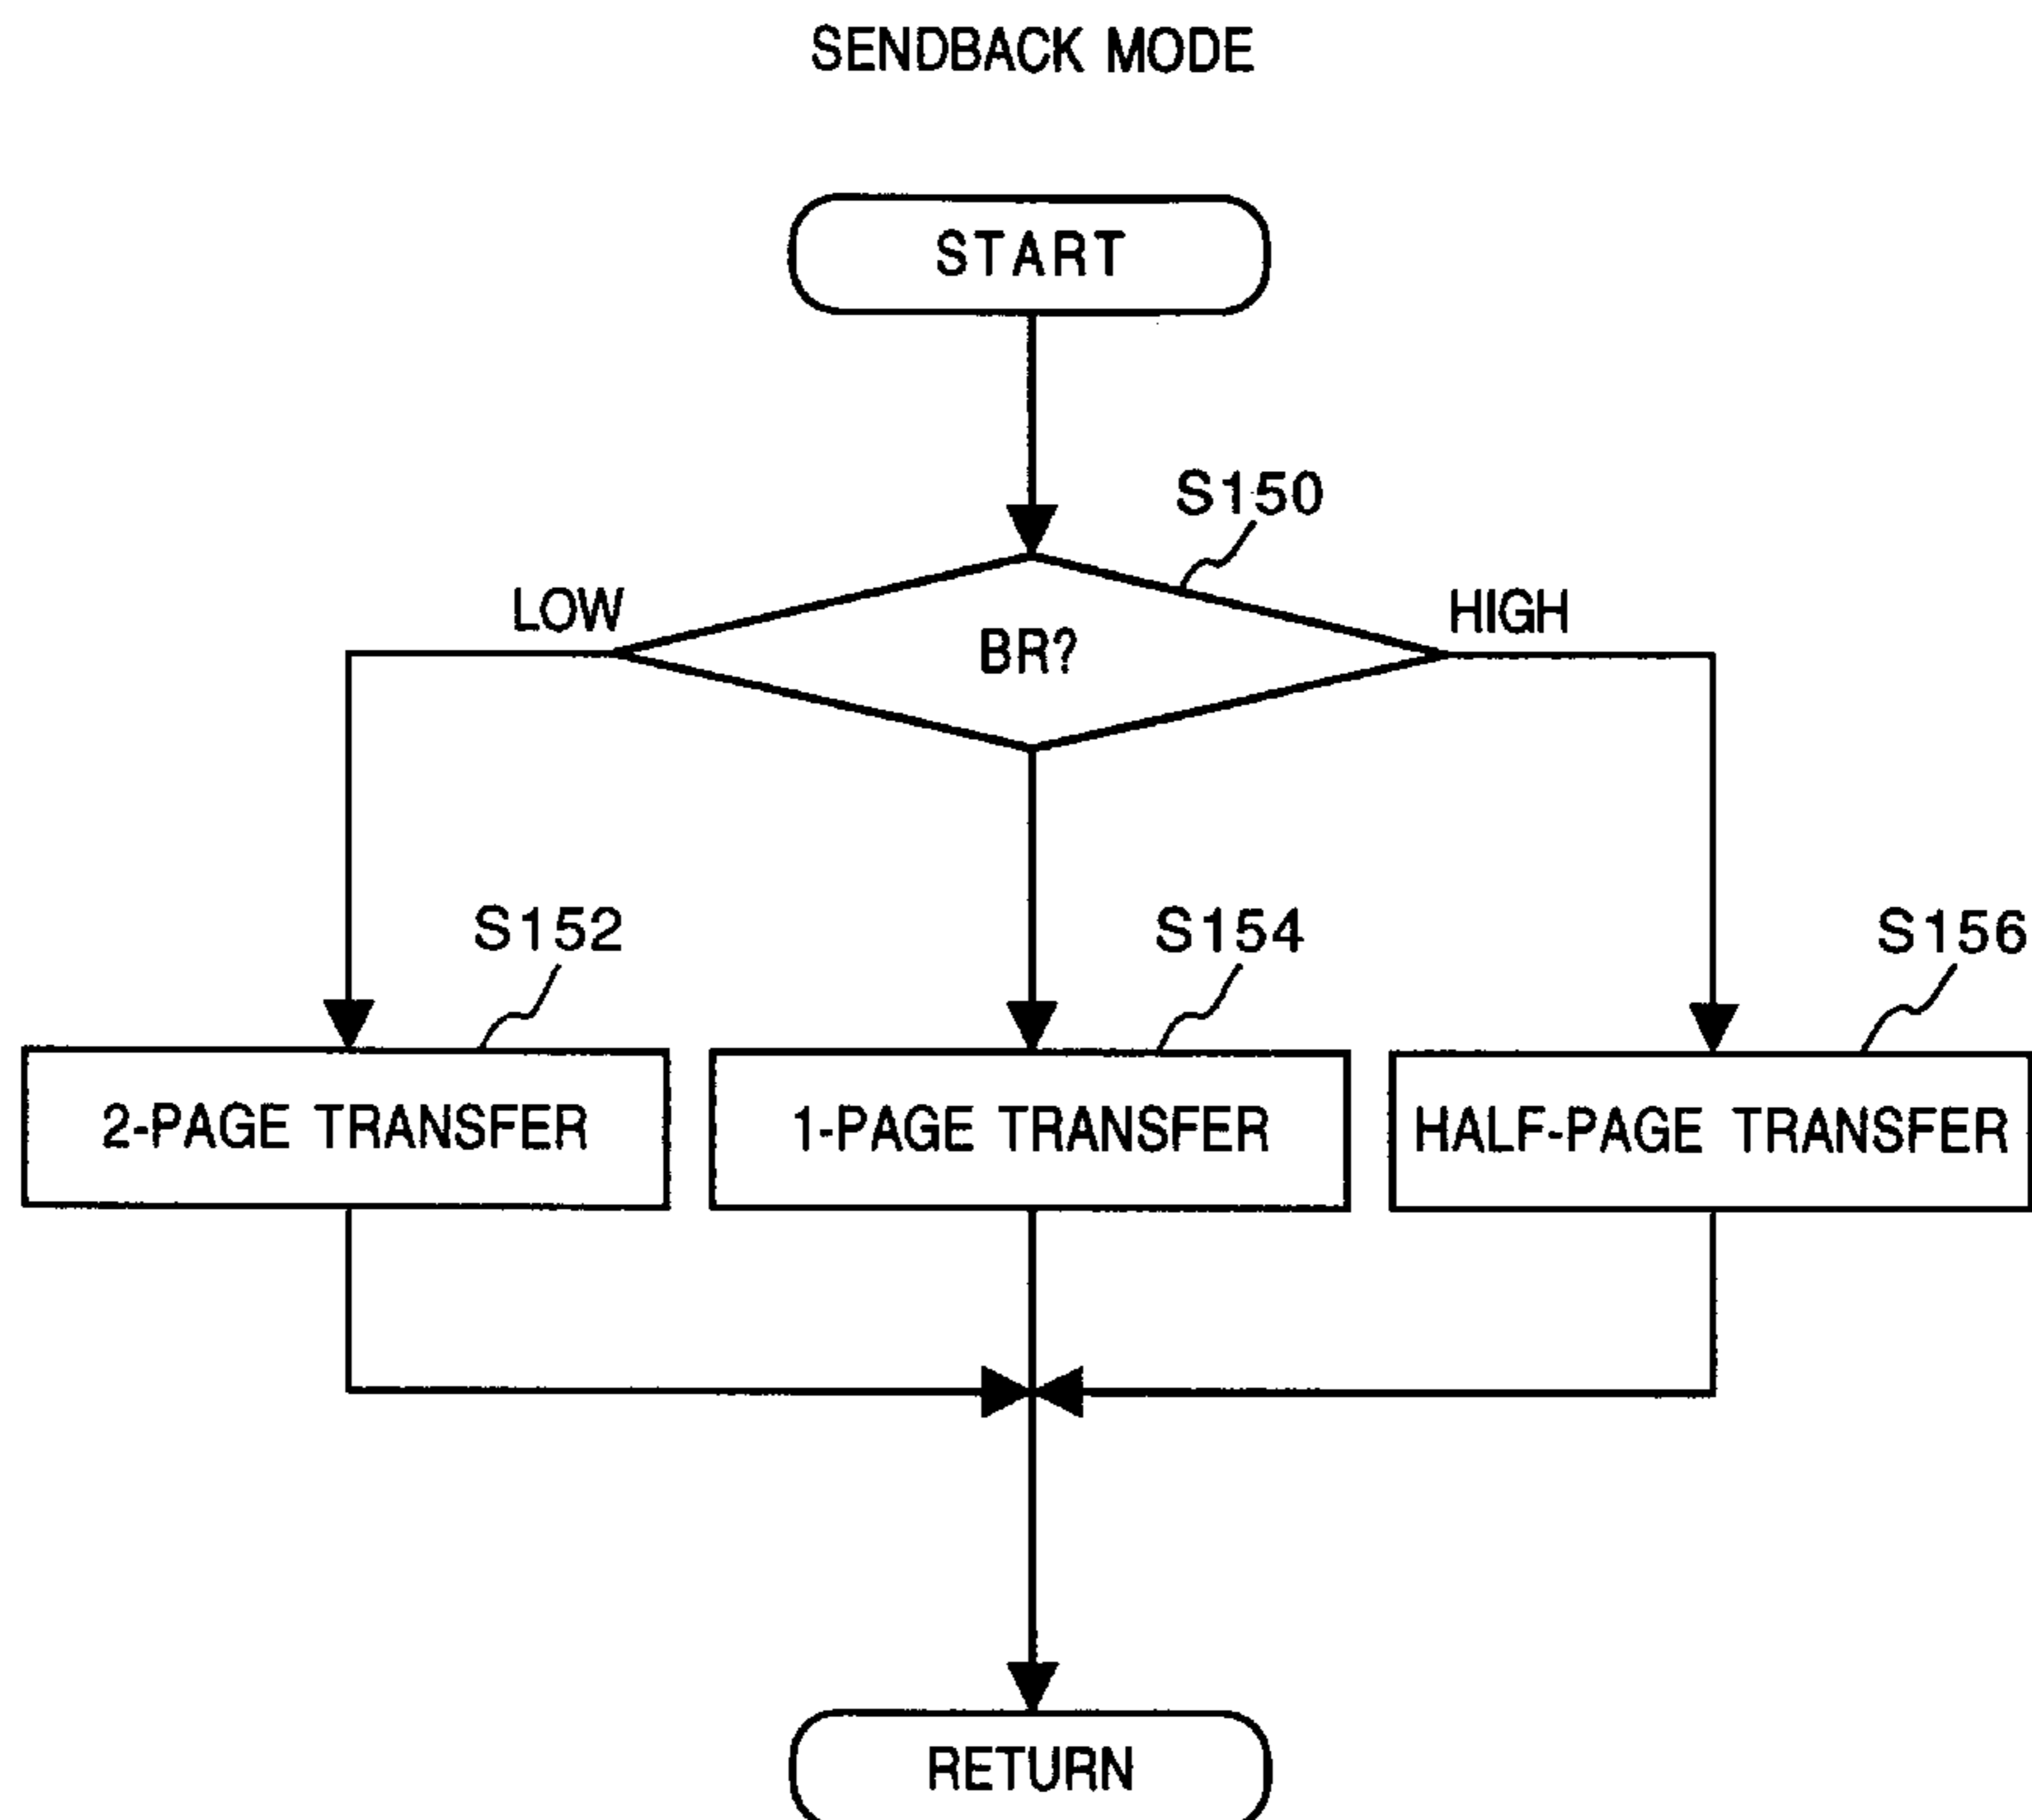 SENDBACK MODE
START
S150
LOW
HIGH
BR?
S152
S154
S156
2-PAGE TRANSFER
1-PAGE TRANSFER
HALF-PAGE TRANSFER
RETURN